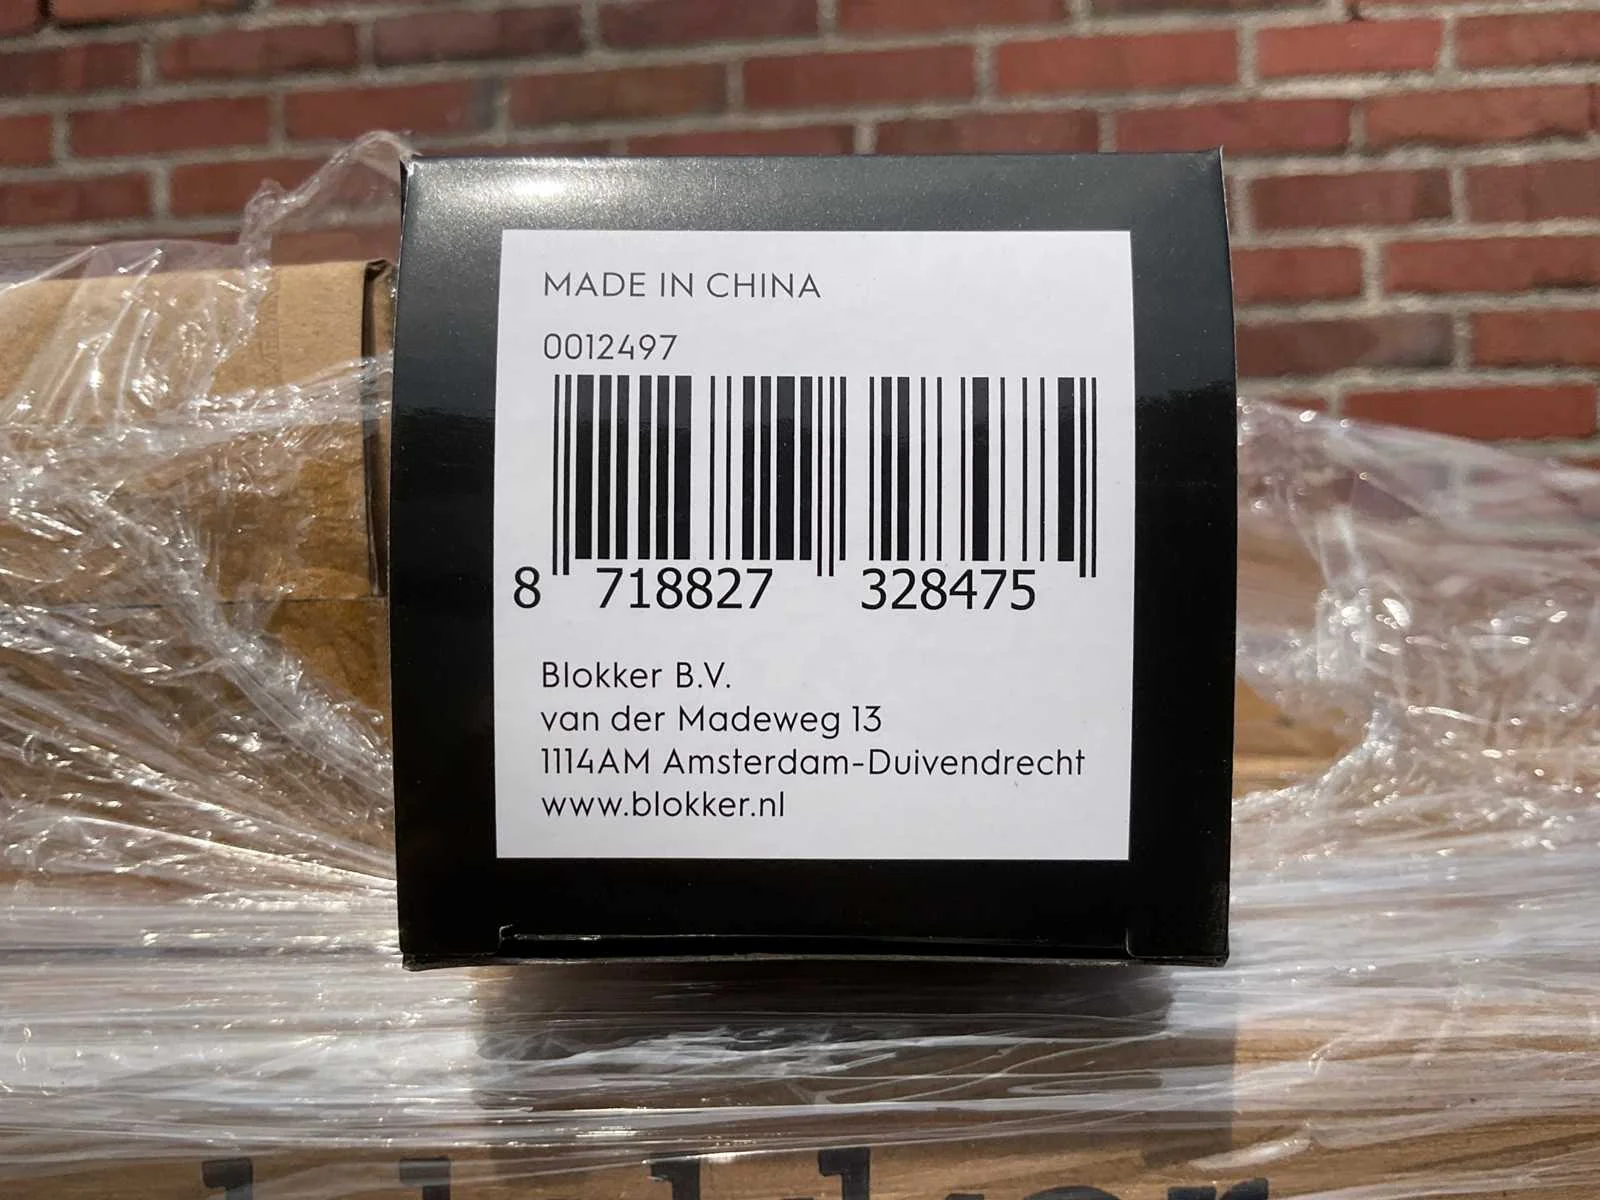 MADE IN CHINA
0012497
8 718827 328475
Blokker B.V.
van der Madeweg 13
1114AM Amsterdam-Duivendrecht
www.blokker.nl